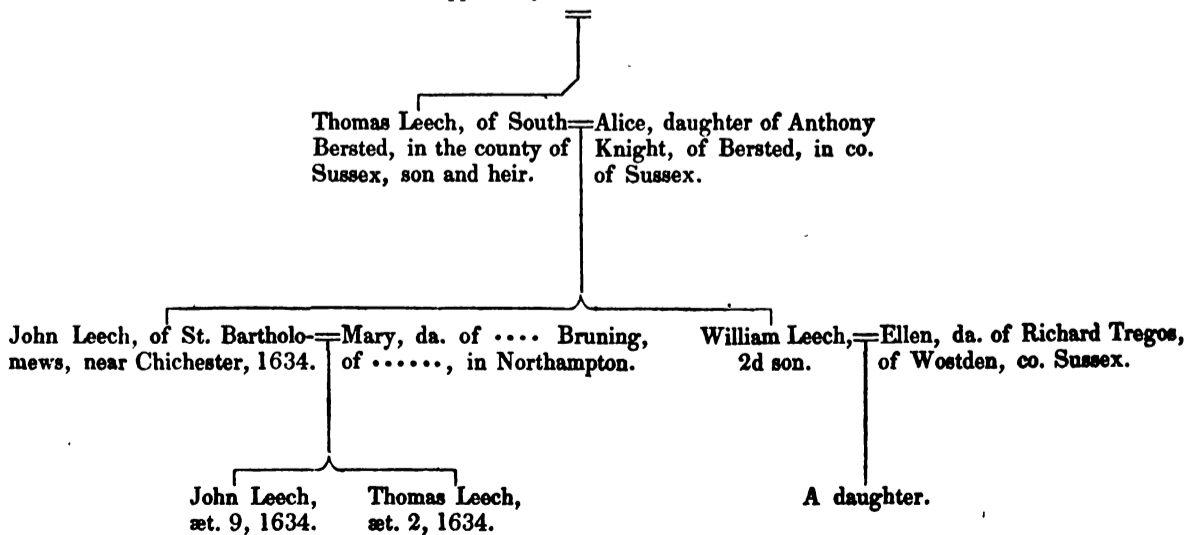 Thomas Leech, of South
Bersted, in the county of
Sussex, son and heir.
Alice, daughter of Anthony
Knight, of Bersted, in co.
of Sussex.
John Leech, of St. Bartholo-
mews, near Chichester, 1634.
Mary, da. of .... Bruning,
of ......, in Northampton.
William Leech,
2d son.
Ellen, da. of Richard Tregos,
of Wostden, co. Sussex.
John Leech,
æt. 9, 1634.
Thomas Leech,
æt. 2, 1634.
A daughter.